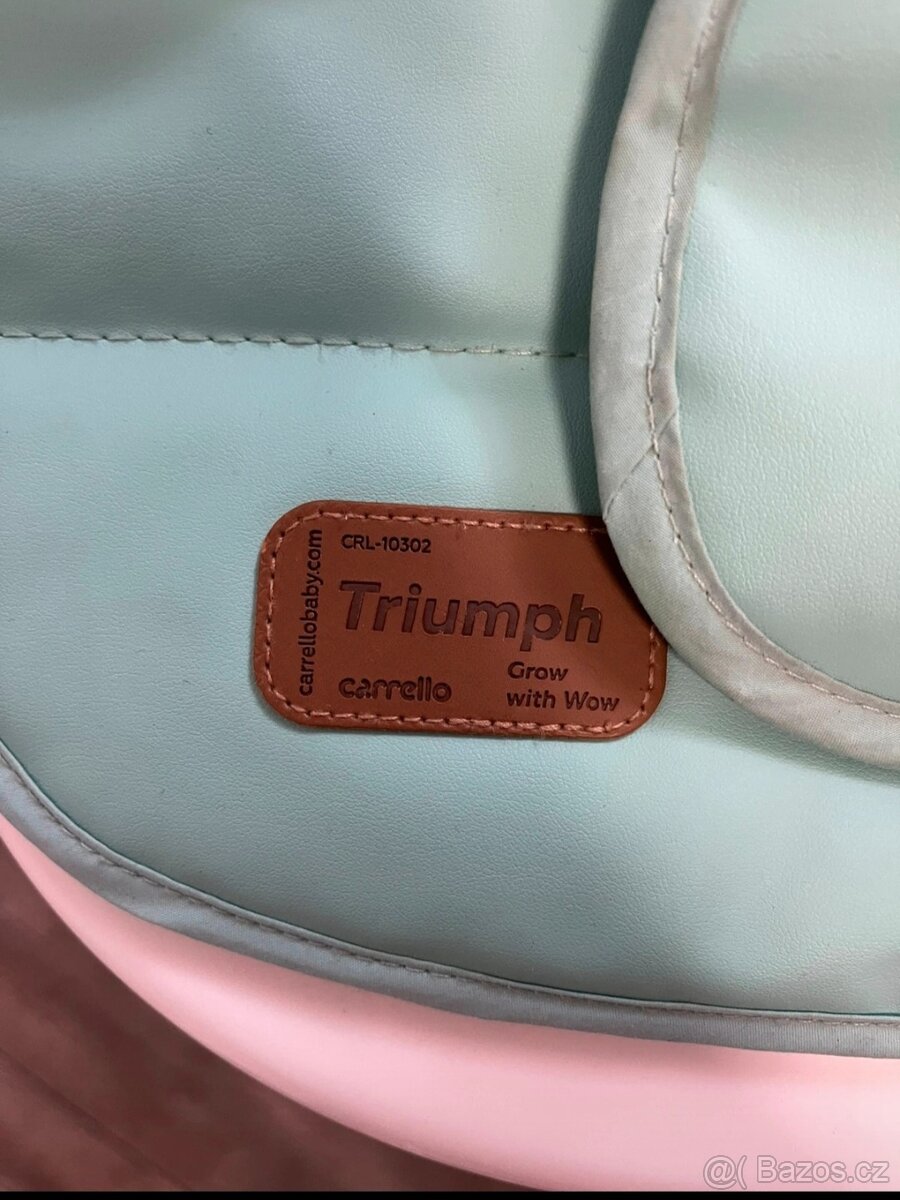 carrellobaby.com
CRL-10302
Triumph
carrello
Grow
with Wow
@( Bazos.cz